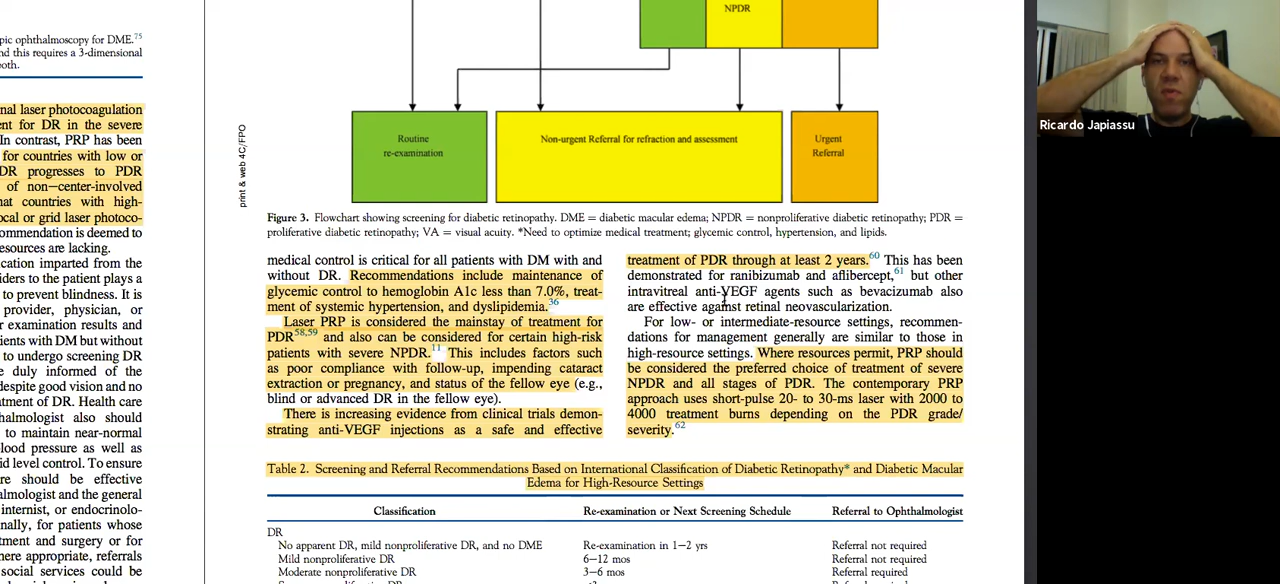 pic ophthalmoscopy for DME.75
nd this requires a 3-dimensional
oth.
nal laser photocoagulation
ent for DR in the severe
In contrast, PRP has been
for countries with low or
DR progresses to PDR
of non—center-involved
hat countries with high-
ocal or grid laser photoco-
ommendation is deemed to
esources are lacking.
cation imparted from the
iders to the patient plays a
to prevent blindness. It is
provider, physician, or
r examination results and
tients with DM but without
to undergo screening DR
e duly informed of the
despite good vision and no
tment of DR. Health care
thalmologist also should
to maintain near-normal
lood pressure as well as
id level control. To ensure
re should be effective
almologist and the general
internist, or endocrinolo-
nally, for patients whose
tment and surgery or for
here appropriate, referrals
social services could be
print & web 4C/FPO
NPDR
Routine
re-examination
Non-urgent Referral for refraction and assessment
Urgent
Referral
Figure 3. Flowchart showing screening for diabetic retinopathy. DME = diabetic macular edema; NPDR = nonproliferative diabetic retinopathy; PDR =
proliferative diabetic retinopathy; VA = visual acuity. *Need to optimize medical treatment; glycemic control, hypertension, and lipids.
medical control is critical for all patients with DM with and
without DR. Recommendations include maintenance of
glycemic control to hemoglobin A1c less than 7.0%, treat-
ment of systemic hypertension, and dyslipidemia.36
Laser PRP is considered the mainstay of treatment for
PDR58,59 and also can be considered for certain high-risk
patients with severe NPDR.11 This includes factors such
as poor compliance with follow-up, impending cataract
extraction or pregnancy, and status of the fellow eye (e.g.,
blind or advanced DR in the fellow eye).
There is increasing evidence from clinical trials demon-
strating anti-VEGF injections as a safe and effective
treatment of PDR through at least 2 years.60 This has been
demonstrated for ranibizumab and aflibercept,61 but other
intravitreal anti-VEGF agents such as bevacizumab also
are effective against retinal neovascularization.
For low- or intermediate-resource settings, recommen-
dations for management generally are similar to those in
high-resource settings. Where resources permit, PRP should
be considered the preferred choice of treatment of severe
NPDR and all stages of PDR. The contemporary PRP
approach uses short-pulse 20- to 30-ms laser with 2000 to
4000 treatment burns depending on the PDR grade/
severity.62
Table 2. Screening and Referral Recommendations Based on International Classification of Diabetic Retinopathy* and Diabetic Macular
Edema for High-Resource Settings
Classification Re-examination or Next Screening Schedule Referral to Ophthalmologist
DR
No apparent DR, mild nonproliferative DR, and no DME Re-examination in 1—2 yrs Referral not required
Mild nonproliferative DR 6—12 mos Referral not required
Moderate nonproliferative DR 3—6 mos Referral required
Ricardo Japiassu